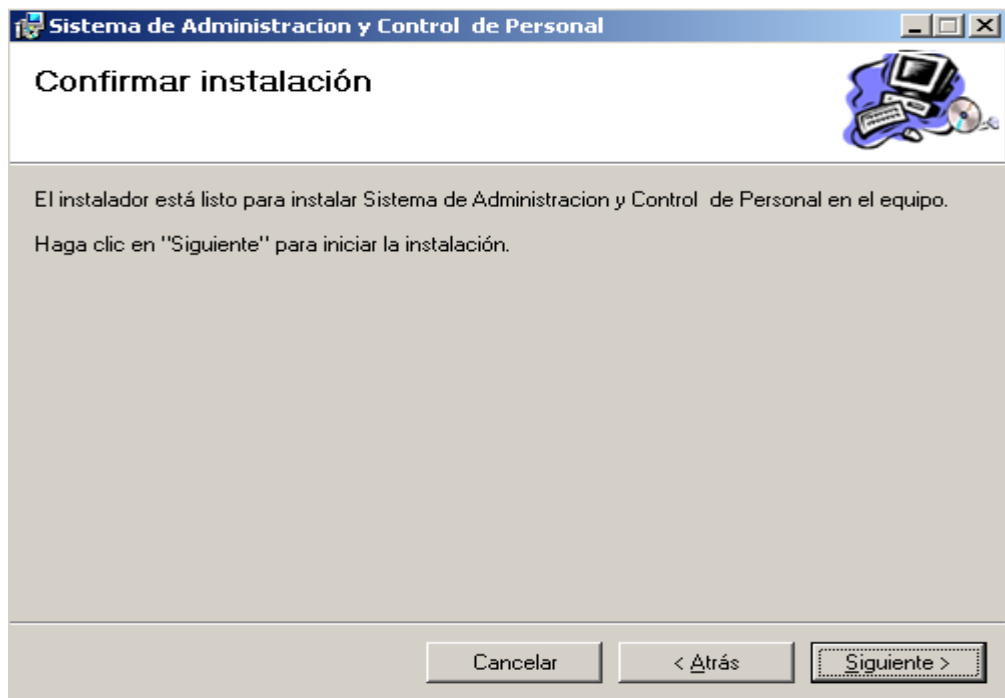 Sistema de Administracion y Control  de Personal
Confirmar instalación
El instalador está listo para instalar Sistema de Administracion y Control  de Personal en el equipo.
Haga clic en "Siguiente" para iniciar la instalación.
Cancelar
< Atrás
Siguiente >